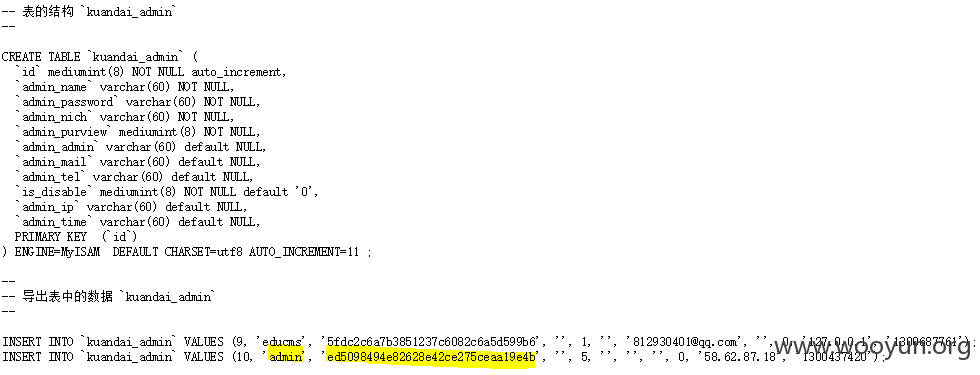 -- 表的结构 `kuandai_admin`
--
CREATE TABLE `kuandai_admin` (
`id` mediumint(8) NOT NULL auto_increment,
`admin_name` varchar(60) NOT NULL,
`admin_password` varchar(60) NOT NULL,
`admin_nich` varchar(60) NOT NULL,
`admin_purview` mediumint(8) NOT NULL,
`admin_admin` varchar(60) default NULL,
`admin_mail` varchar(60) default NULL,
`admin_tel` varchar(60) default NULL,
`is_disable` mediumint(8) NOT NULL default '0',
`admin_ip` varchar(60) default NULL,
`admin_time` varchar(60) default NULL,
PRIMARY KEY (`id`)
) ENGINE=MyISAM DEFAULT CHARSET=utf8 AUTO_INCREMENT=11 ;
--
-- 导出表中的数据 `kuandai_admin`
--
INSERT INTO `kuandai_admin` VALUES (9, 'educms', '5fdc2c6a7b3851237c6082c6a5d599b6', '', 1, '', '812930401@qq.com', '', 0, '127.0.0.1', '1300687761');
INSERT INTO `kuandai_admin` VALUES (10, 'admin', 'ed5098494e82628e42ce275ceaa19e4b', '', 5, '', '', '', 0, '58.62.87.18', '1300437420');
www.wooyun.org